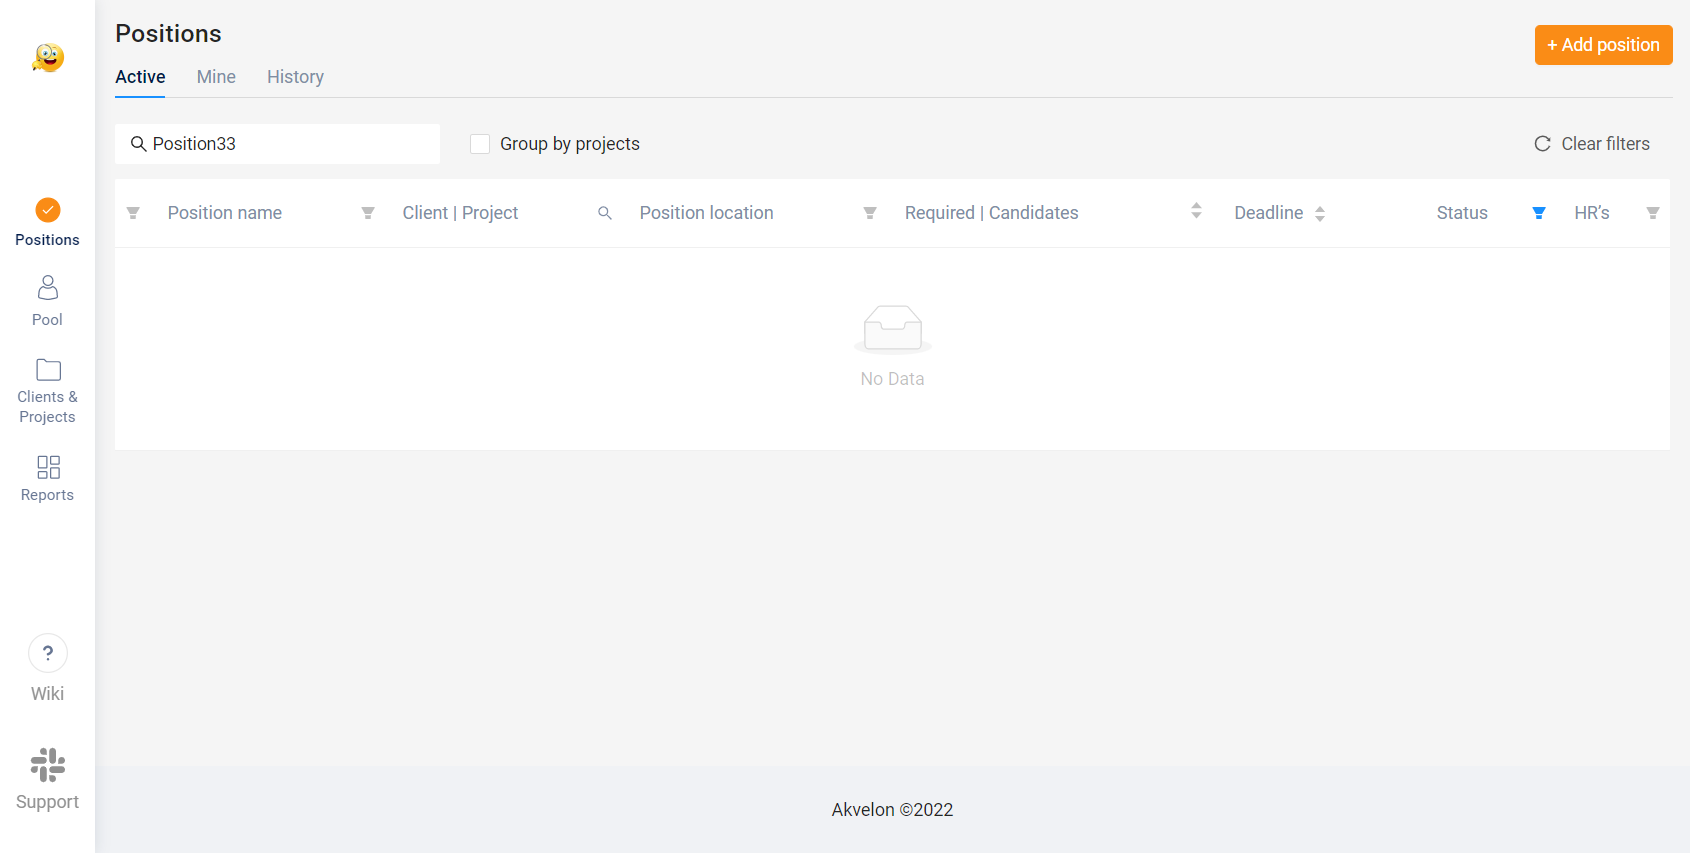 Positions
+ Add position
Active Mine History
Position33
Group by projects
Clear filters
Position name Client | Project Position location Required | Candidates Deadline Status HR’s
No Data
Positions
Pool
Clients &
Projects
Reports
?
Wiki
Support
Akvelon ©2022